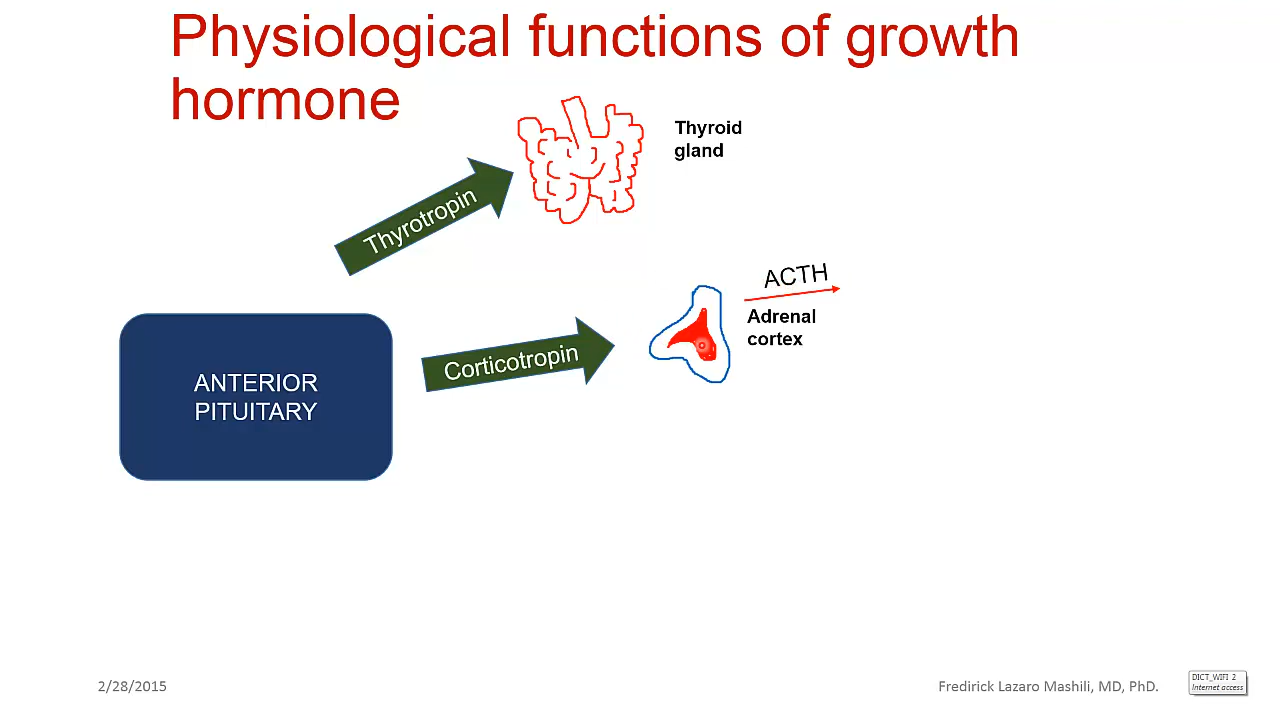 Physiological functions of growth
hormone
Thyroid
gland
Thyrotropin
ACTH
Adrenal
cortex
Corticotropin
ANTERIOR
PITUITARY
2/28/2015
Fredirick Lazaro Mashili, MD, PhD.
DICT_WIFI 2
Internet access